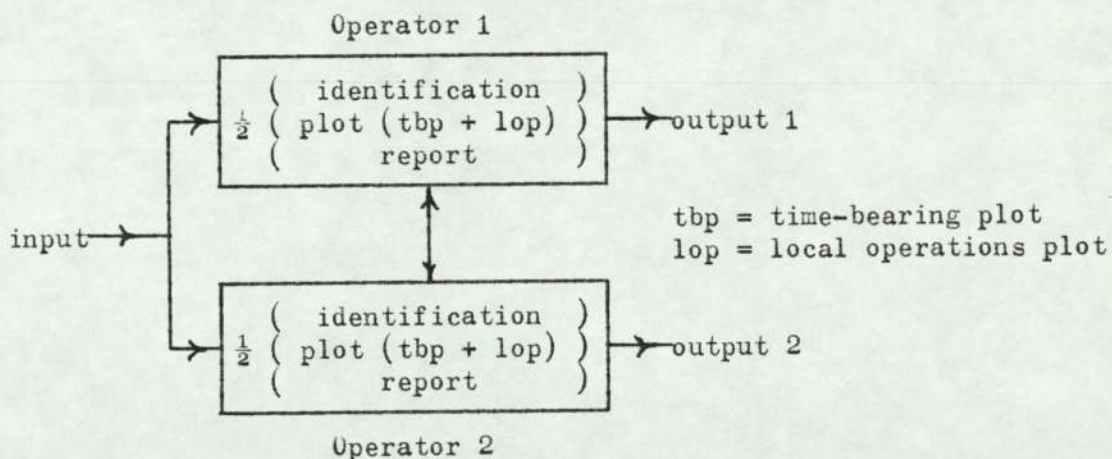 Operator 1
( identification )
½ ( plot (tbp + lop) )
( report )
output 1
input
tbp = time-bearing plot
lop = local operations plot
( identification )
½ ( plot (tbp + lop) )
( report )
output 2
Operator 2